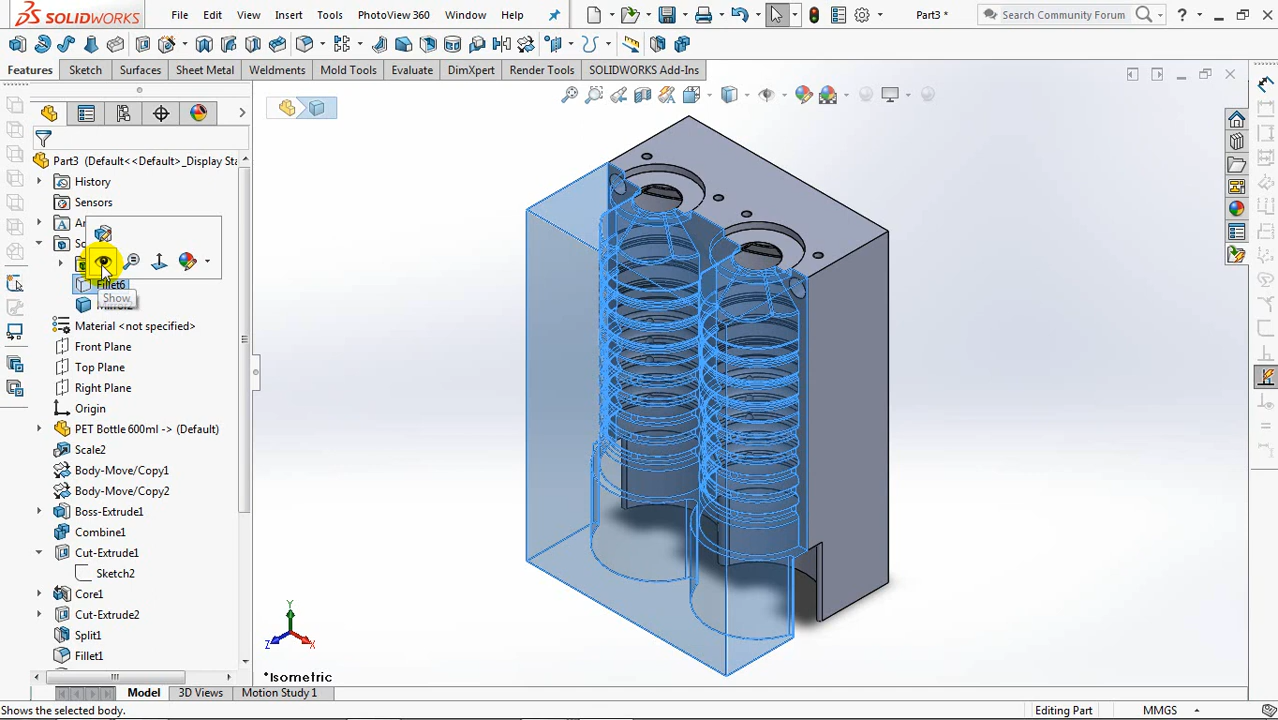 SOLIDWORKS
File Edit View Insert Tools PhotoView 360 Window Help
Part3 *
Search Community Forum
?
Features Sketch Surfaces Sheet Metal Weldments Mold Tools Evaluate DimXpert Render Tools SOLIDWORKS Add-Ins
Part3 (Default<<Default>_Display Sta
History
Sensors
Fillet6
Show
Material <not specified>
Front Plane
Top Plane
Right Plane
Origin
PET Bottle 600ml -> (Default)
Scale2
Body-Move/Copy1
Body-Move/Copy2
Boss-Extrude1
Combine1
Cut-Extrude1
Sketch2
Core1
Cut-Extrude2
Split1
Fillet1
Y
Z
X
*Isometric
Model 3D Views Motion Study 1
Shows the selected body.
Editing Part
MMGS